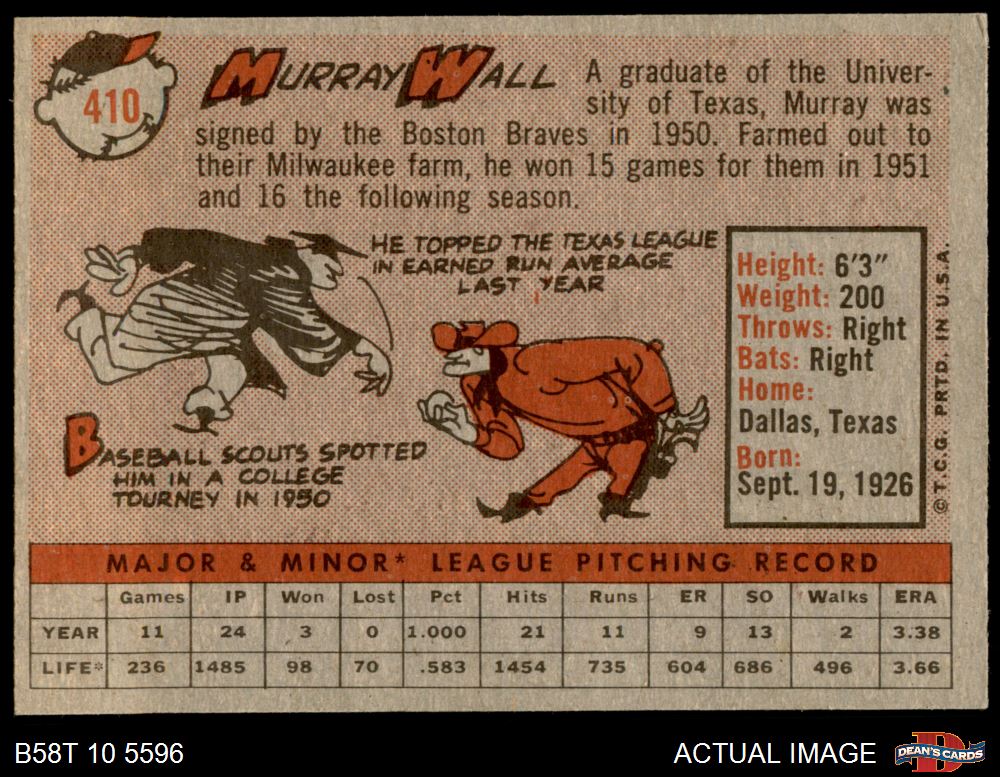 410
MURRAY WALL
A graduate of the Univer-
sity of Texas, Murray was
signed by the Boston Braves in 1950. Farmed out to
their Milwaukee farm, he won 15 games for them in 1951
and 16 the following season.
HE TOPPED THE TEXAS LEAGUE
IN EARNED RUN AVERAGE
LAST YEAR
BASEBALL SCOUTS SPOTTED
HIM IN A COLLEGE
TOURNEY IN 1950
Height: 6'3"
Weight: 200
Throws: Right
Bats: Right
Home:
Dallas, Texas
Born:
Sept. 19, 1926
© T.C.G. PRTD. IN U.S.A.
MAJOR & MINOR* LEAGUE PITCHING RECORD
Games IP Won Lost Pct Hits Runs ER SO Walks ERA
YEAR 11 24 3 0 1.000 21 11 9 13 2 3.38
LIFE* 236 1485 98 70 .583 1454 735 604 686 496 3.66
B58T 10 5596
ACTUAL IMAGE
D
DEAN'S CARDS